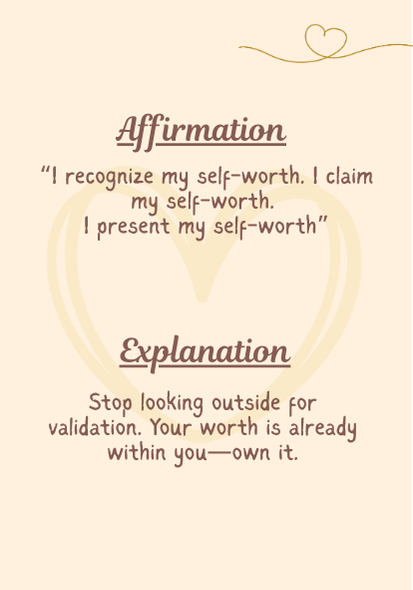 Affirmation
“I recognize my self-worth. I claim
my self-worth.
I present my self-worth”
Explanation
Stop looking outside for
validation. Your worth is already
within you—own it.